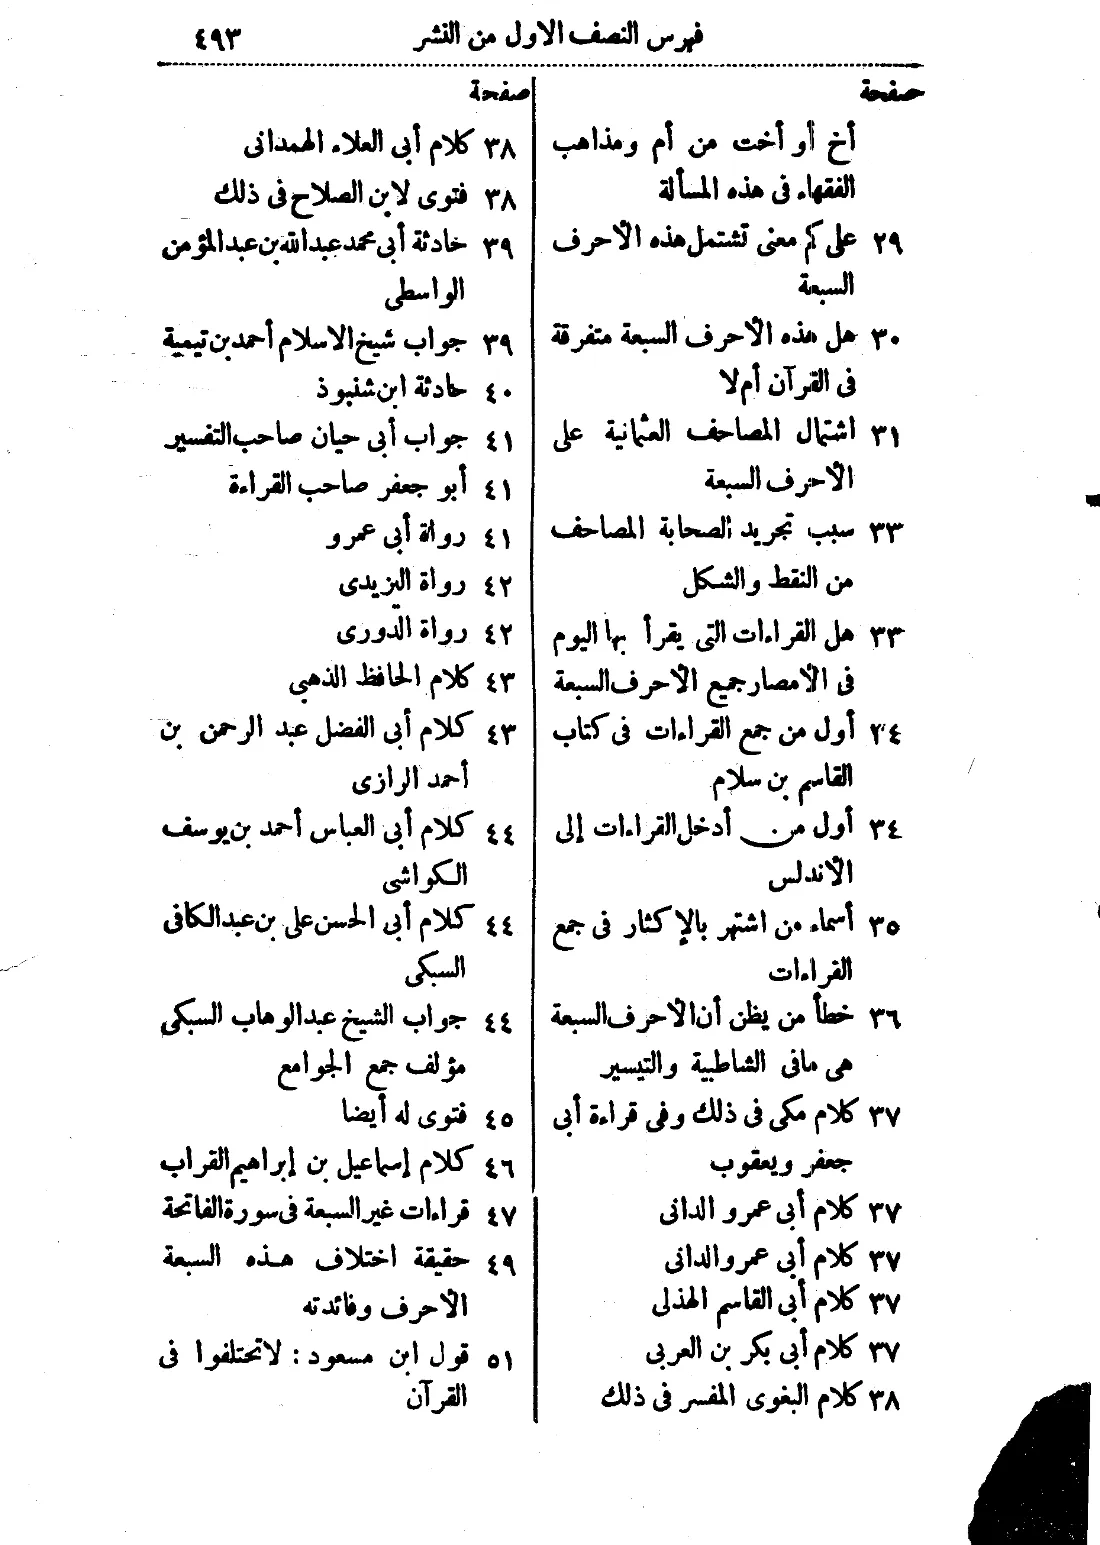 فهرس النصف الاول من النشر ٤٩٣
صفحة
أخ أو أخت من أم ومذاهب
الفقهاء فى هذه المسألة
٢٩ على كم معنى تشتمل هذه الأحرف
السبعة
٣٠ هل هذه الأحرف السبعة متفرقة
فى القرآن أم لا
٣١ اشتمال المصاحف العثمانية على
الأحرف السبعة
٣٣ سبب تجريد الصحابة المصاحف
من النقط والشكل
٣٣ هل القراءات التى يقرأ بها اليوم
فى الأمصار جميع الأحرف السبعة
٣٤ أول من جمع القراءات فى كتاب
القاسم بن سلام
٣٤ أول من أدخل القراءات إلى
الأندلس
٣٥ أسماء من اشتهر بالإكثار فى جمع
القراءات
٣٦ خطأ من يظن أن الأحرف السبعة
هى مافى الشاطبية والتيسير
٣٧ كلام مكى فى ذلك وفى قراءة أبى
جعفر ويعقوب
٣٧ كلام أبى عمرو الدانى
٣٧ كلام أبى عمرو الدانى
٣٧ كلام أبى القاسم الهذلى
٣٧ كلام أبى بكر بن العربى
٣٨ كلام البغوى المفسر فى ذلك
صفحة
٣٨ كلام أبى العلاء الهمدانى
٣٨ فتوى لابن الصلاح فى ذلك
٣٩ حادثة أبى محمد عبد الله بن عبد المؤمن
الواسطى
٣٩ جواب شيخ الاسلام أحمد بن تيمية
٤٠ حادثة ابن شنبوذ
٤١ جواب أبى حيان صاحب التفسير
٤١ أبو جعفر صاحب القراءة
٤١ رواة أبى عمرو
٤٢ رواة اليزيدى
٤٢ رواة الدورى
٤٣ كلام الحافظ الذهبى
٤٣ كلام أبى الفضل عبد الرحمن بن
أحمد الرازى
٤٤ كلام أبى العباس أحمد بن يوسف
الكواشى
٤٤ كلام أبى الحسن على بن عبد الكافى
السبكى
٤٤ جواب الشيخ عبد الوهاب السبكى
مؤلف جمع الجوامع
٤٥ فتوى له أيضا
٤٦ كلام إسماعيل بن إبراهيم القراب
٤٧ قراءات غير السبعة فى سورة الفاتحة
٤٩ حقيقة اختلاف هذه السبعة
الأحرف وفائدته
٥١ قول ابن مسعود : لا تختلفوا فى
القرآن